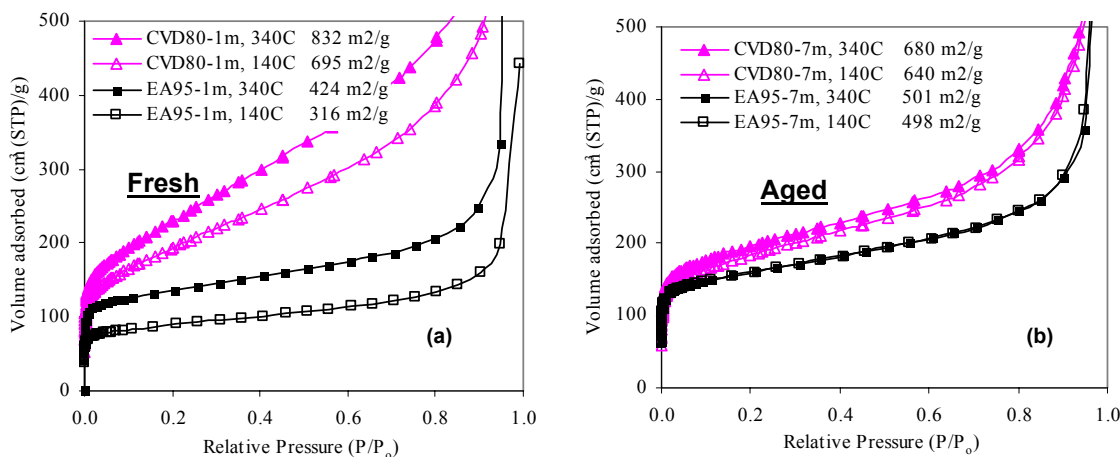 500
400
300
200
100
0
Volume adsorbed (cm³ (STP)/g)
CVD80-1m, 340C 832 m2/g
CVD80-1m, 140C 695 m2/g
EA95-1m, 340C 424 m2/g
EA95-1m, 140C 316 m2/g
Fresh
(a)
0.0 0.2 0.4 0.6 0.8 1.0
Relative Pressure (P/Po)
500
400
300
200
100
0
Volume adsorbed (cm³ (STP)/g)
CVD80-7m, 340C 680 m2/g
CVD80-7m, 140C 640 m2/g
EA95-7m, 340C 501 m2/g
EA95-7m, 140C 498 m2/g
Aged
(b)
0.0 0.2 0.4 0.6 0.8 1.0
Relative Pressure (P/Po)